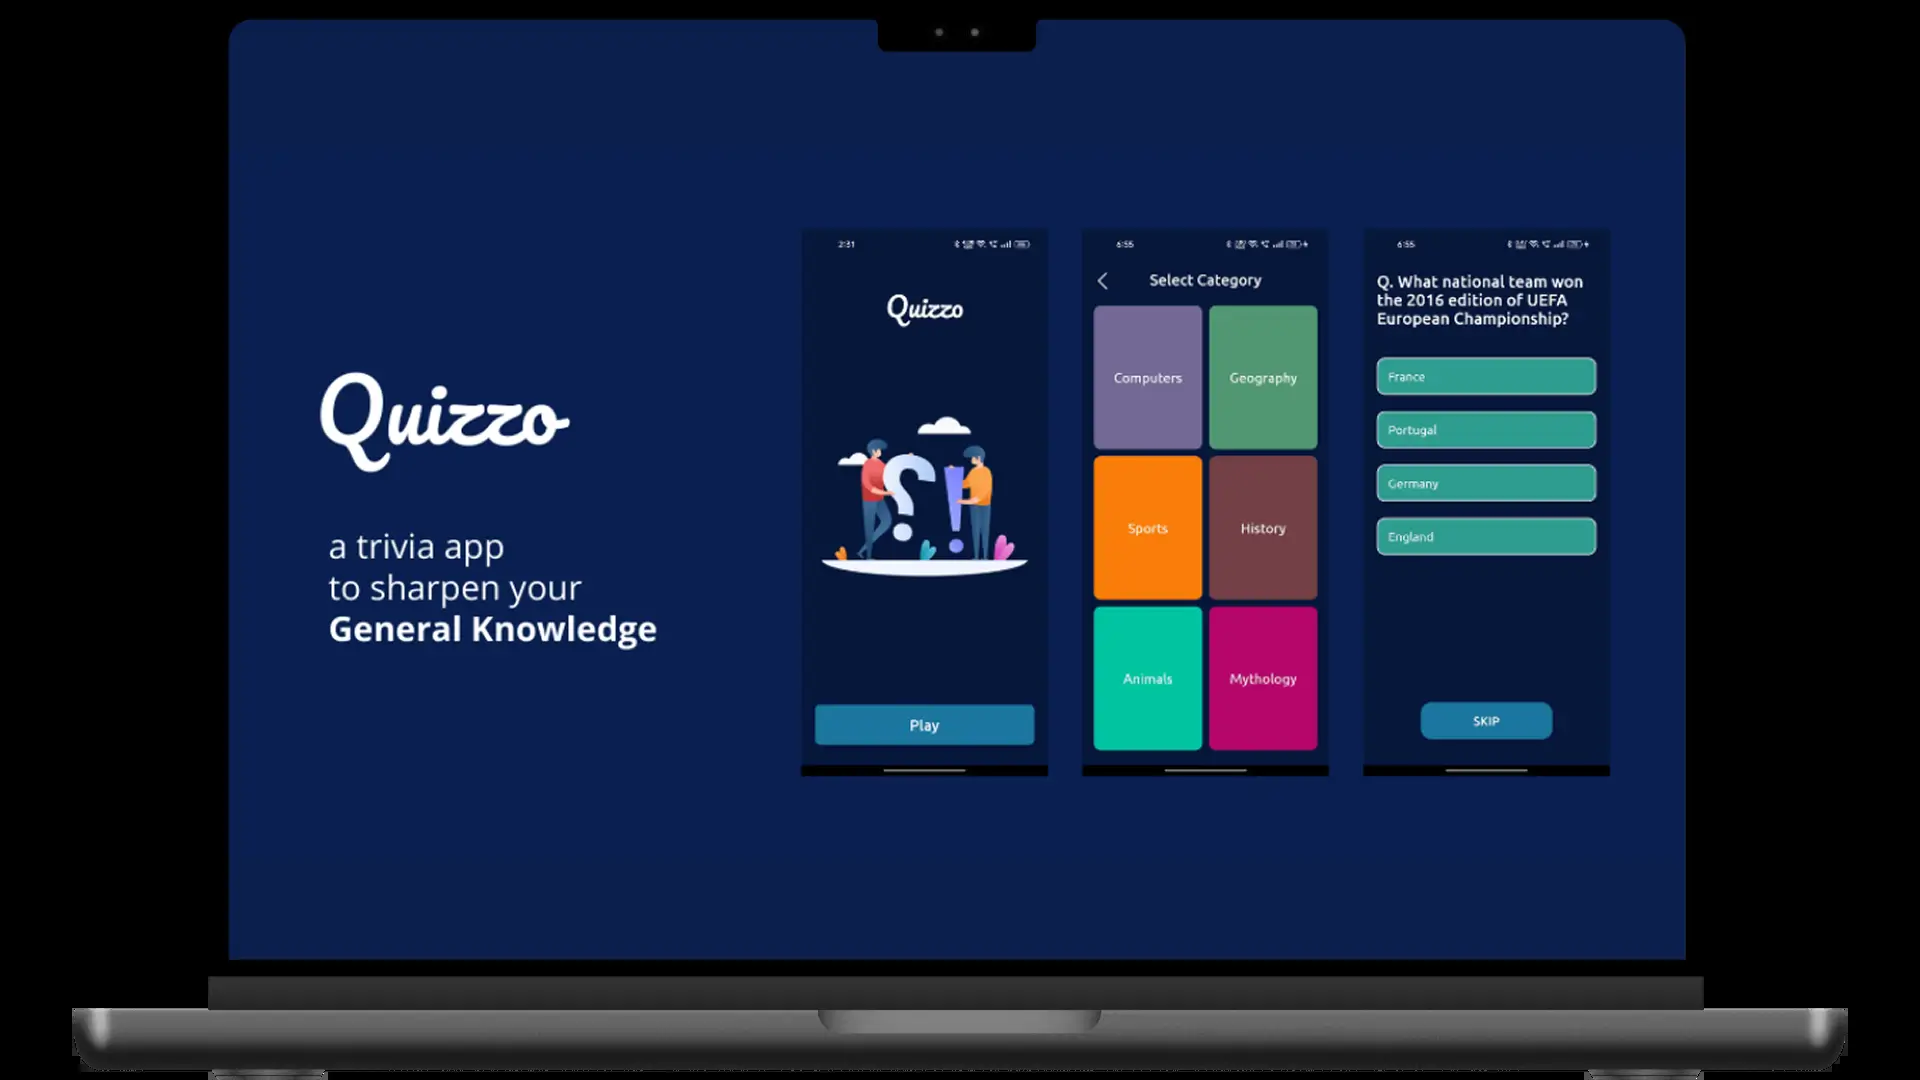 Quizzo
a trivia app
to sharpen your
General Knowledge
2:31
Quizzo
Play
6:55
Select Category
Computers
Geography
Sports
History
Animals
Mythology
6:55
Q. What national team won
the 2016 edition of UEFA
European Championship?
France
Portugal
Germany
England
SKIP